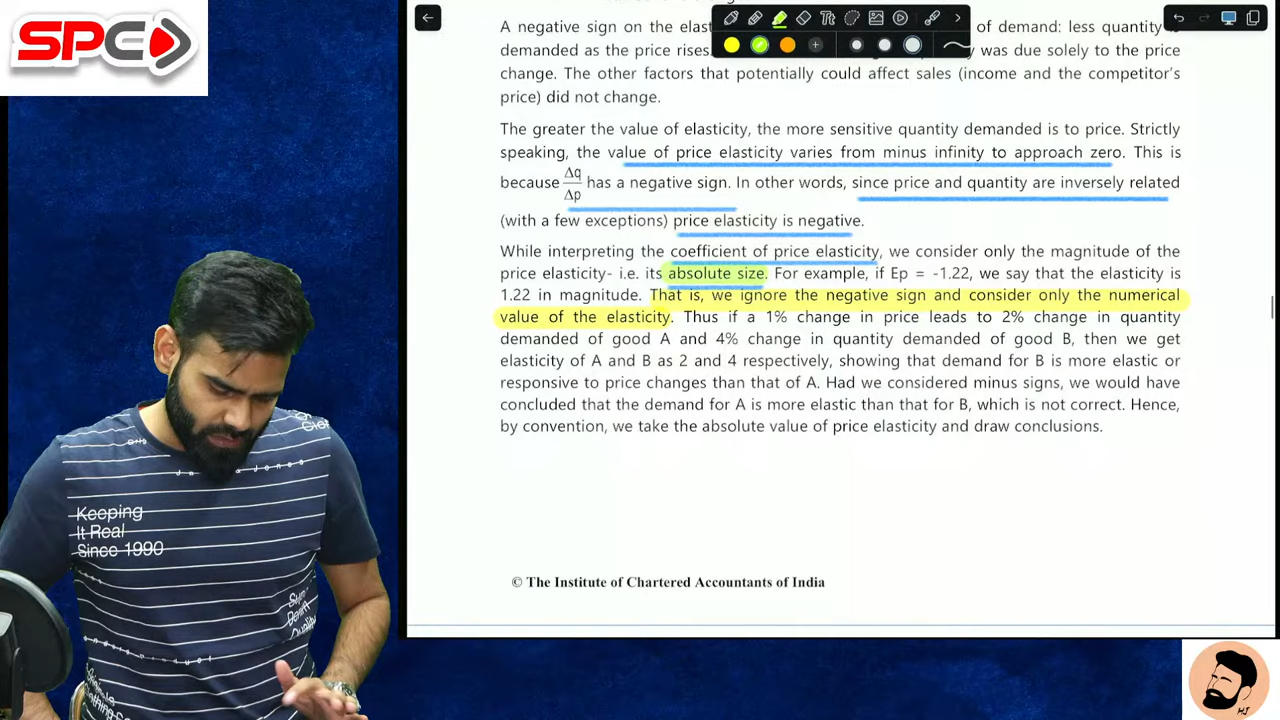 SPC
A negative sign on the elast of demand: less quantity is
demanded as the price rises. y was due solely to the price
change. The other factors that potentially could affect sales (income and the competitor's
price) did not change.
The greater the value of elasticity, the more sensitive quantity demanded is to price. Strictly
speaking, the value of price elasticity varies from minus infinity to approach zero. This is
because Δq/Δp has a negative sign. In other words, since price and quantity are inversely related
(with a few exceptions) price elasticity is negative.
While interpreting the coefficient of price elasticity, we consider only the magnitude of the
price elasticity- i.e. its absolute size. For example, if Ep = -1.22, we say that the elasticity is
1.22 in magnitude. That is, we ignore the negative sign and consider only the numerical
value of the elasticity. Thus if a 1% change in price leads to 2% change in quantity
demanded of good A and 4% change in quantity demanded of good B, then we get
elasticity of A and B as 2 and 4 respectively, showing that demand for B is more elastic or
responsive to price changes than that of A. Had we considered minus signs, we would have
concluded that the demand for A is more elastic than that for B, which is not correct. Hence,
by convention, we take the absolute value of price elasticity and draw conclusions.
© The Institute of Chartered Accountants of India
Keeping
It Real
Since 1990
HJ